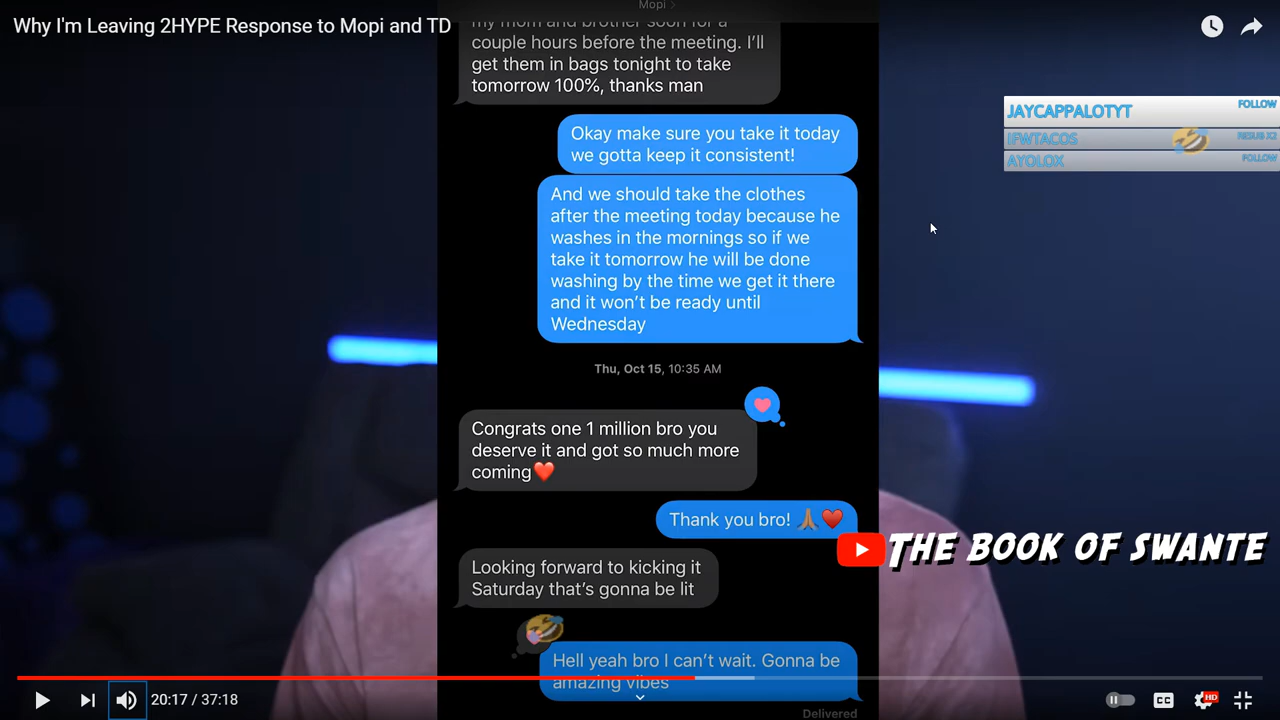 Why I'm Leaving 2HYPE Response to Mopi and TD
Mopi
my mom and brother soon for a
couple hours before the meeting. I'll
get them in bags tonight to take
tomorrow 100%, thanks man
Okay make sure you take it today
we gotta keep it consistent!
And we should take the clothes
after the meeting today because he
washes in the mornings so if we
take it tomorrow he will be done
washing by the time we get it there
and it won't be ready until
Wednesday
Thu, Oct 15, 10:35 AM
Congrats one 1 million bro you
deserve it and got so much more
coming❤️
Thank you bro! 🙏🏾❤️
Looking forward to kicking it
Saturday that's gonna be lit
Hell yeah bro I can't wait. Gonna be
amazing vibes
Delivered
JAYCAPPALOTYT FOLLOW
IFWTACOS RESUB X2
AYOLOX FOLLOW
THE BOOK OF SWANTE
20:17 / 37:18
CC
HD